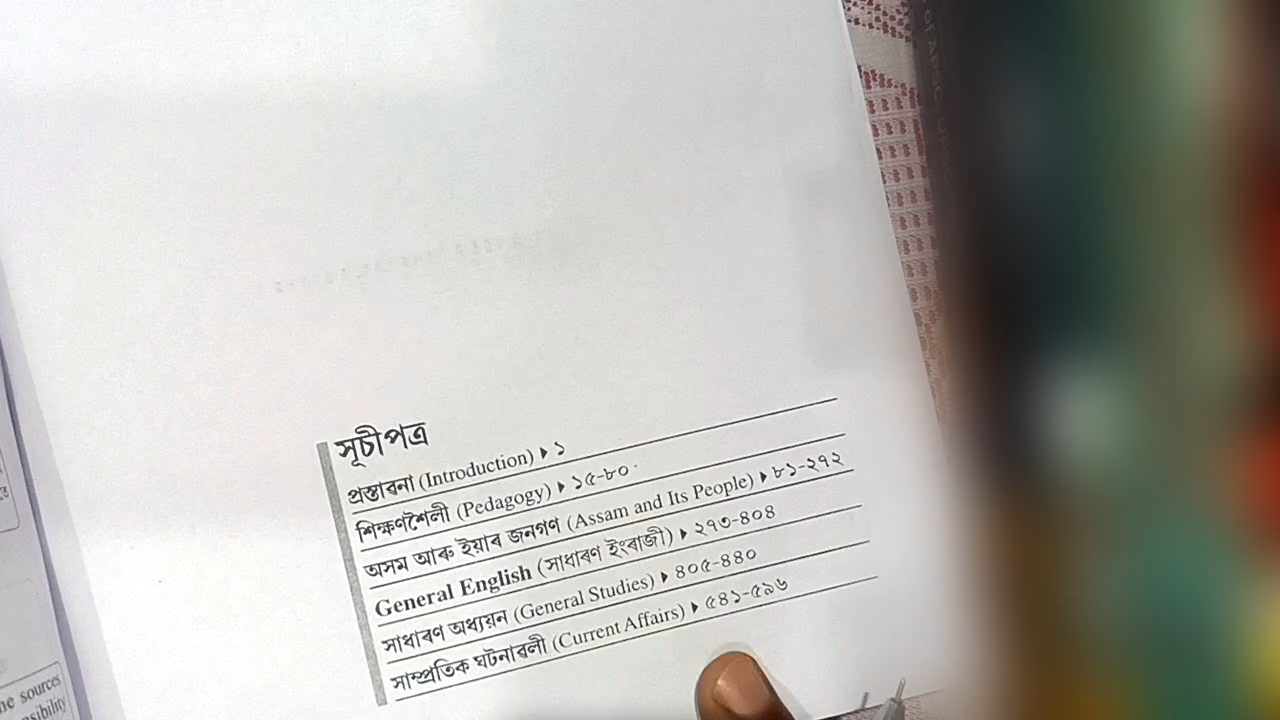 সূচীপত্ৰ
প্ৰস্তাৱনা (Introduction) ▸ ১
শিক্ষণশৈলী (Pedagogy) ▸ ১৫-৮০
অসম আৰু ইয়াৰ জনগণ (Assam and Its People) ▸ ৮১-২৭২
General English (সাধাৰণ ইংৰাজী) ▸ ২৭৩-৪০৪
সাধাৰণ অধ্যয়ন (General Studies) ▸ ৪০৫-৪৪০
সাম্প্ৰতিক ঘটনাৱলী (Current Affairs) ▸ ৫৪১-৫৯৬
sources